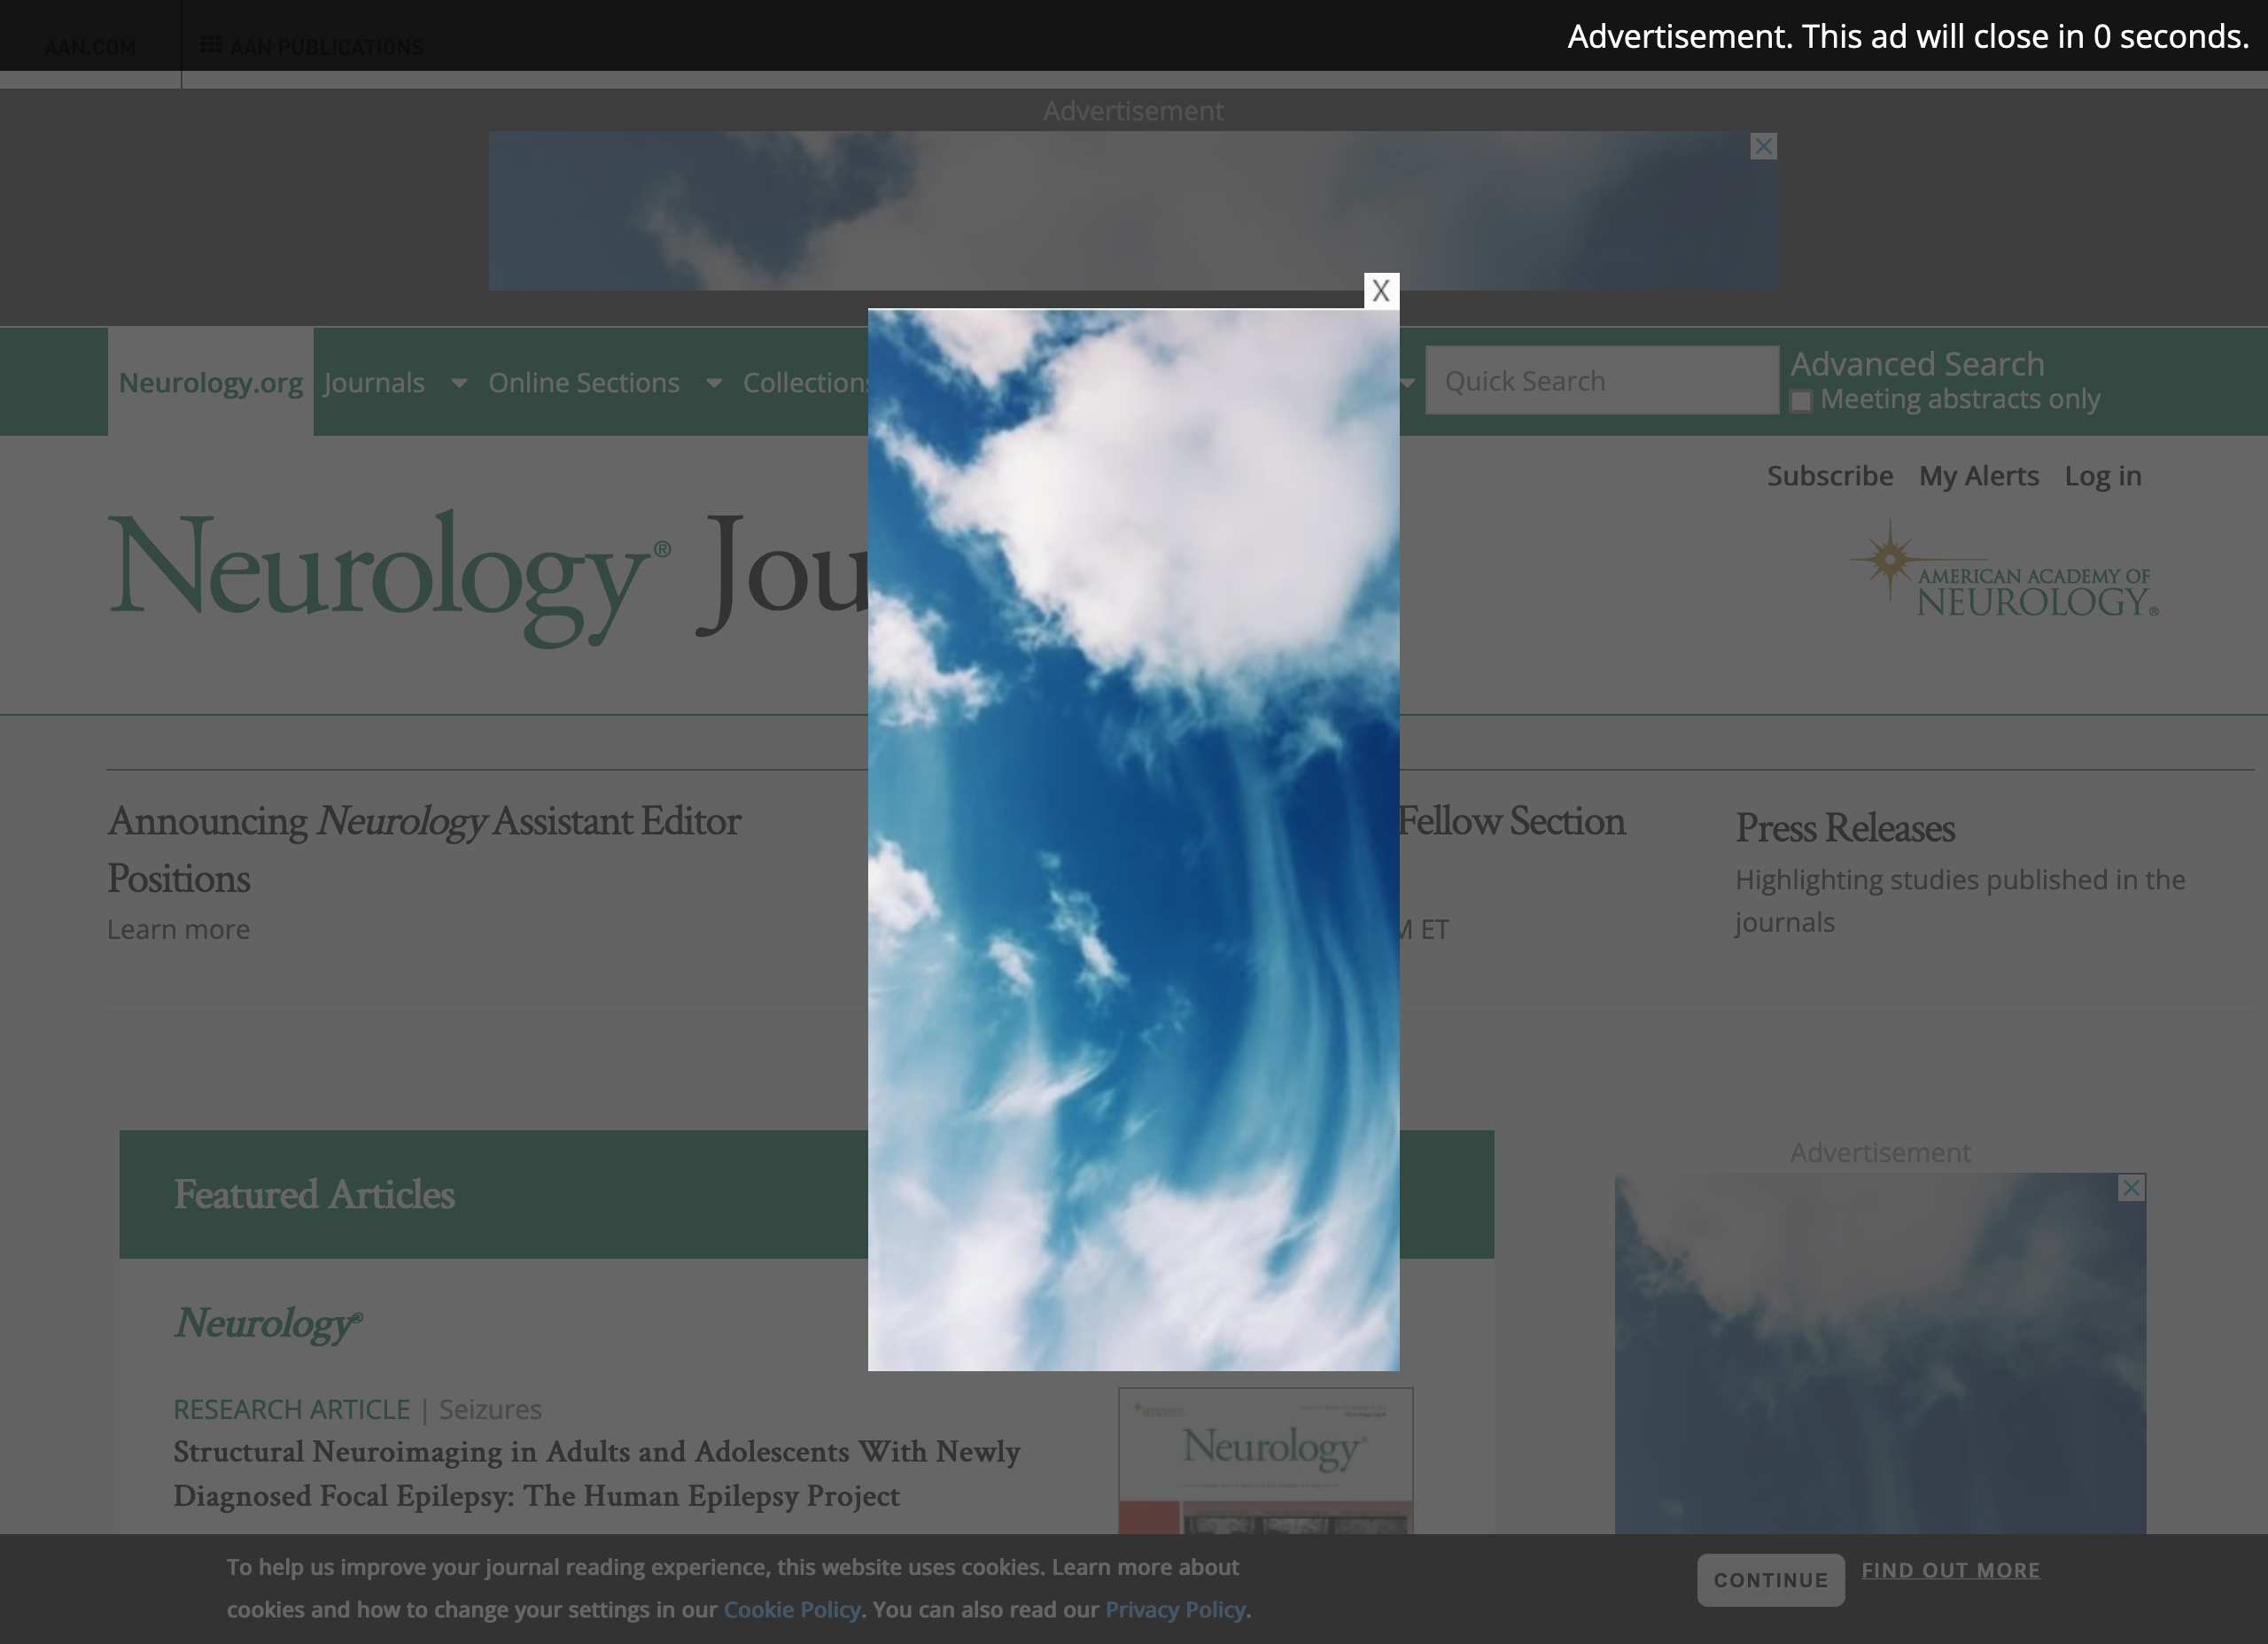 AAN.COM
AAN PUBLICATIONS
Advertisement. This ad will close in 0 seconds.
Advertisement
X
Neurology.org
Journals
Online Sections
Collections
Quick Search
Advanced Search
Meeting abstracts only
Subscribe My Alerts Log in
Neurology® Jou
AMERICAN ACADEMY OF
NEUROLOGY®
Announcing Neurology Assistant Editor
Positions
Learn more
Fellow Section
M ET
Press Releases
Highlighting studies published in the
journals
Featured Articles
Advertisement
Neurology®
RESEARCH ARTICLE | Seizures
Structural Neuroimaging in Adults and Adolescents With Newly
Diagnosed Focal Epilepsy: The Human Epilepsy Project
Neurology®
To help us improve your journal reading experience, this website uses cookies. Learn more about
cookies and how to change your settings in our Cookie Policy. You can also read our Privacy Policy.
CONTINUE
FIND OUT MORE